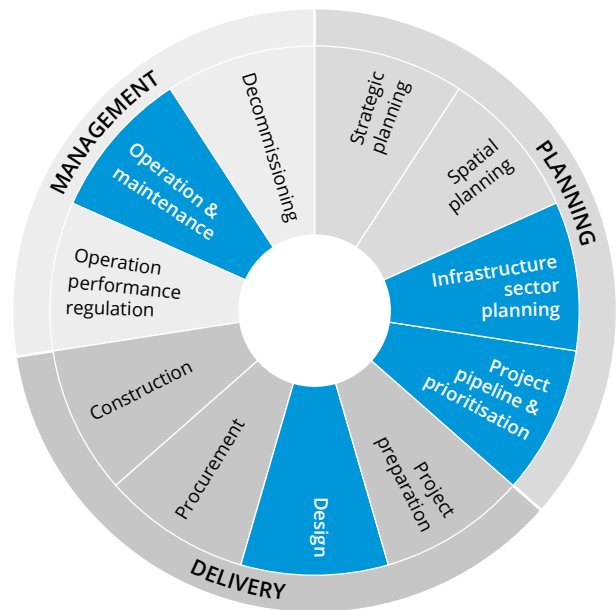 PLANNING
Strategic
planning
Spatial
planning
Infrastructure
sector
planning
Project
pipeline &
prioritisation
DELIVERY
Project
preparation
Design
Procurement
Construction
MANAGEMENT
Operation
performance
regulation
Operation &
maintenance
Decommissioning